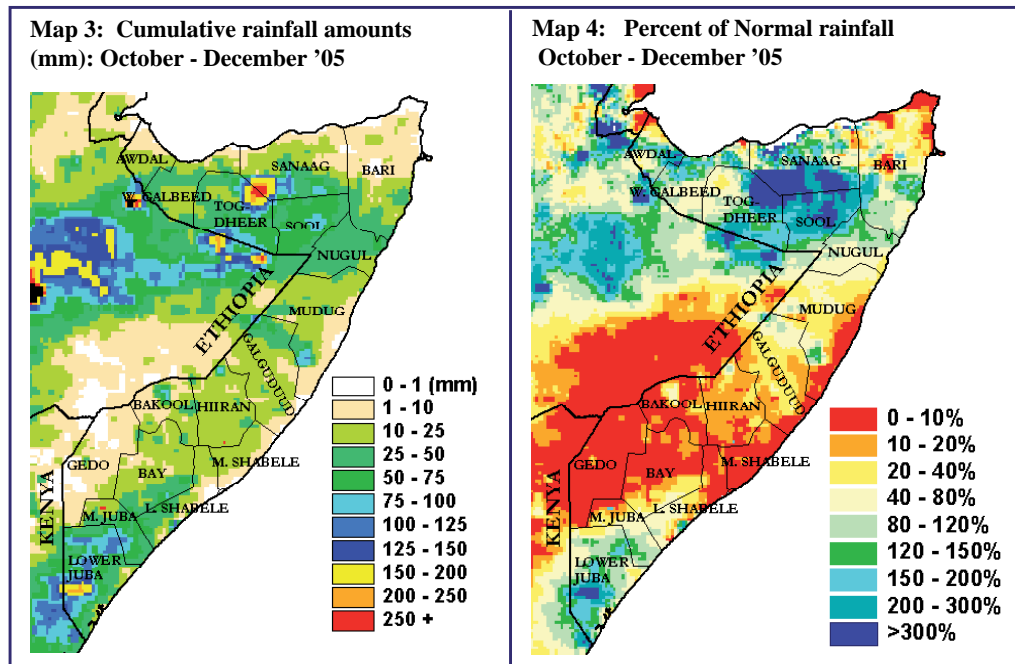 Map 3: Cumulative rainfall amounts
(mm): October - December '05
AWDAL
SANAAG
BARI
W. GALBEED
TOG-
DHEER
SOOL
NUGUL
ETHIOPIA
MUDUG
GALGUDUUD
BAKOOL
HIIRAN
GEDO
BAY
M. SHABELE
KENYA
M. JUBA
L. SHABELE
LOWER
JUBA
0 - 1 (mm)
1 - 10
10 - 25
25 - 50
50 - 75
75 - 100
100 - 125
125 - 150
150 - 200
200 - 250
250 +
Map 4: Percent of Normal rainfall
October - December '05
AWDAL
SANAAG
BARI
W. GALBEED
TOG-
DHEER
SOOL
NUGUL
ETHIOPIA
MUDUG
GALGUDUUD
BAKOOL
HIIRAN
GEDO
BAY
M. SHABELE
KENYA
M. JUBA
L. SHABELE
LOWER
JUBA
0 - 10%
10 - 20%
20 - 40%
40 - 80%
80 - 120%
120 - 150%
150 - 200%
200 - 300%
>300%